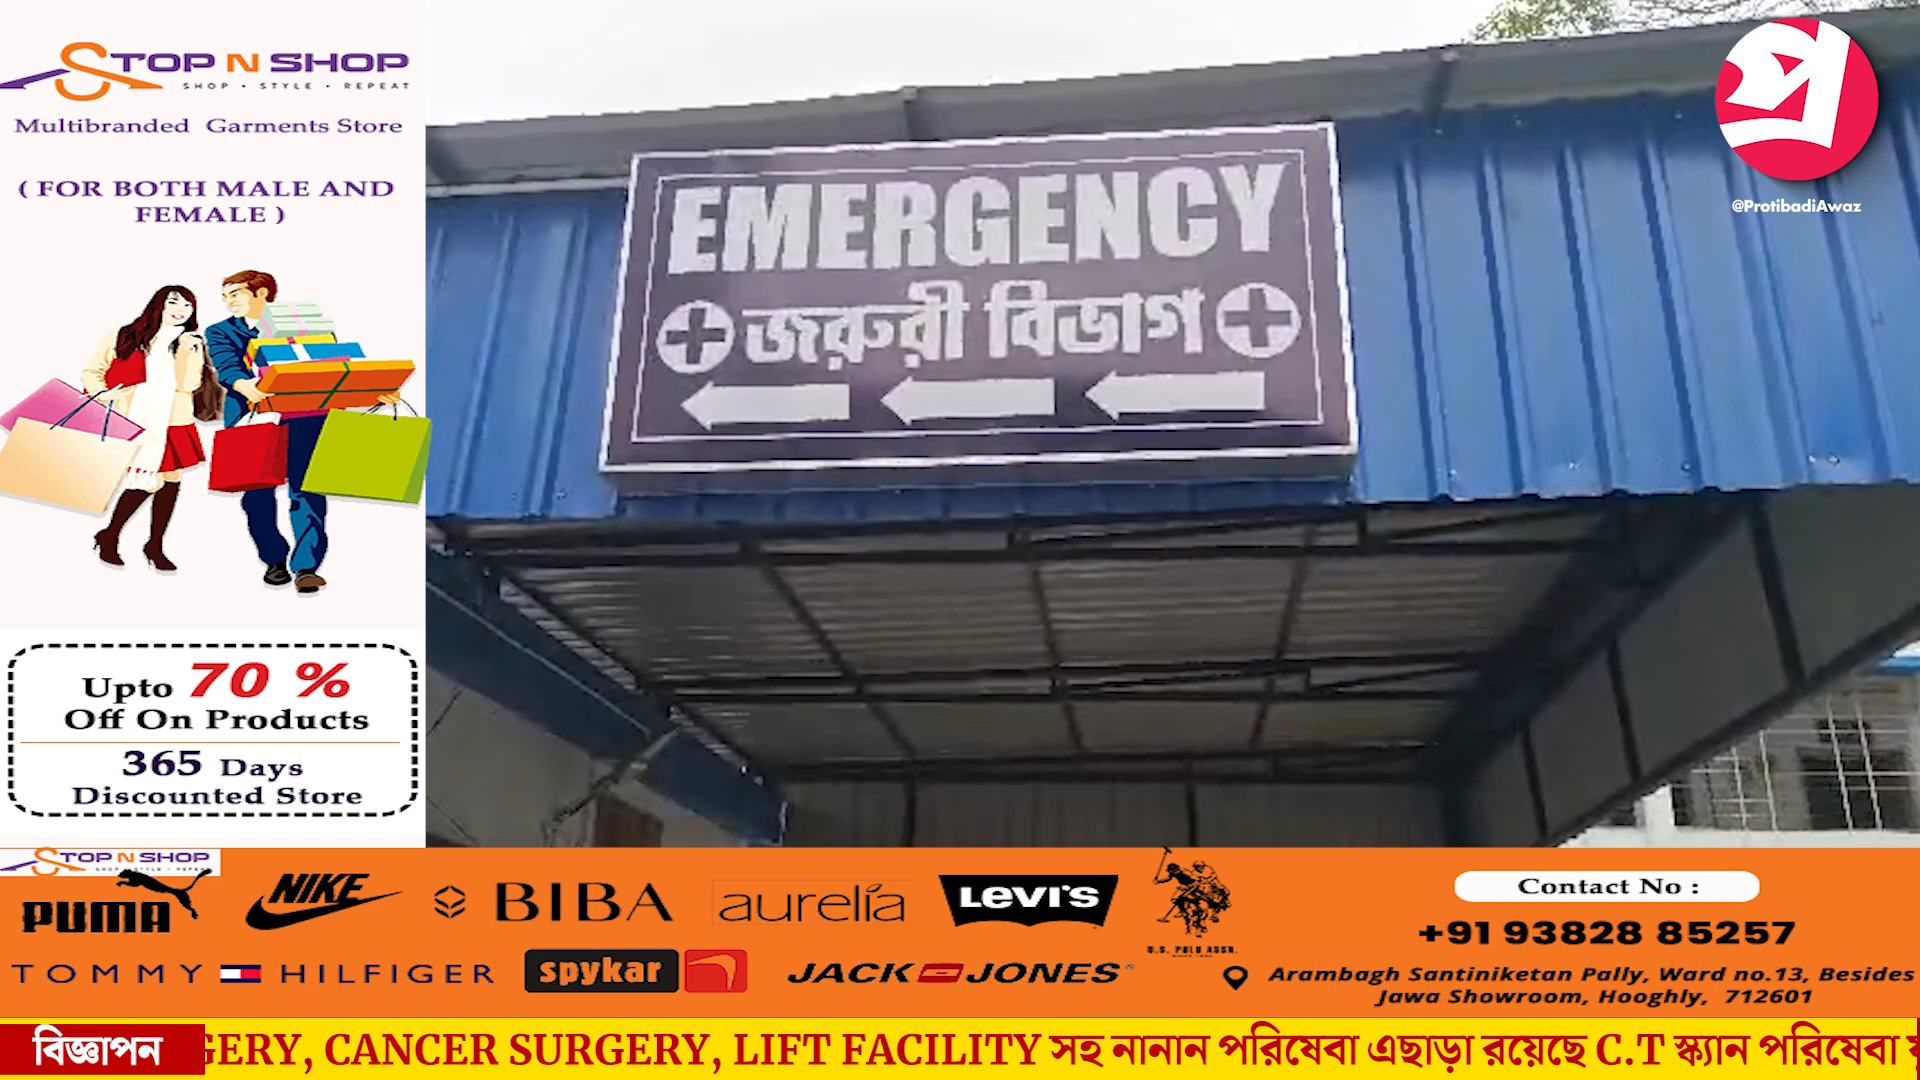 STOP N SHOP
SHOP • STYLE • REPEAT
Multibranded Garments Store
( FOR BOTH MALE AND
FEMALE )
Upto 70 %
Off On Products
365 Days
Discounted Store
EMERGENCY
জরুরী বিভাগ
প্র
@ProtibadiAwaz
STOP N SHOP
PUMA
NIKE
BIBA
aurelia
LEVI'S
U.S. POLO ASSN.
TOMMY HILFIGER
spykar
JACK JONES
Contact No :
+91 93828 85257
Arambagh Santiniketan Pally, Ward no.13, Besides
Jawa Showroom, Hooghly, 712601
বিজ্ঞাপন
GERY, CANCER SURGERY, LIFT FACILITY সহ নানান পরিষেবা এছাড়া রয়েছে C.T স্ক্যান পরিষেবা